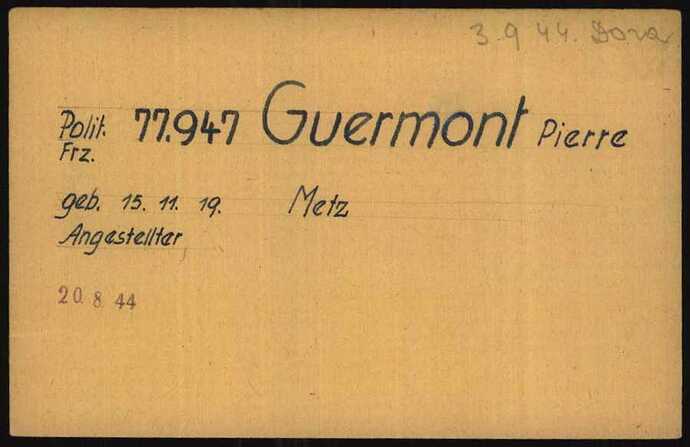 3.9 44. Dora
Polit. 77.947 Guermont Pierre
Frz.
geb. 15. 11. 19. Metz
Angestellter
20. 8. 44